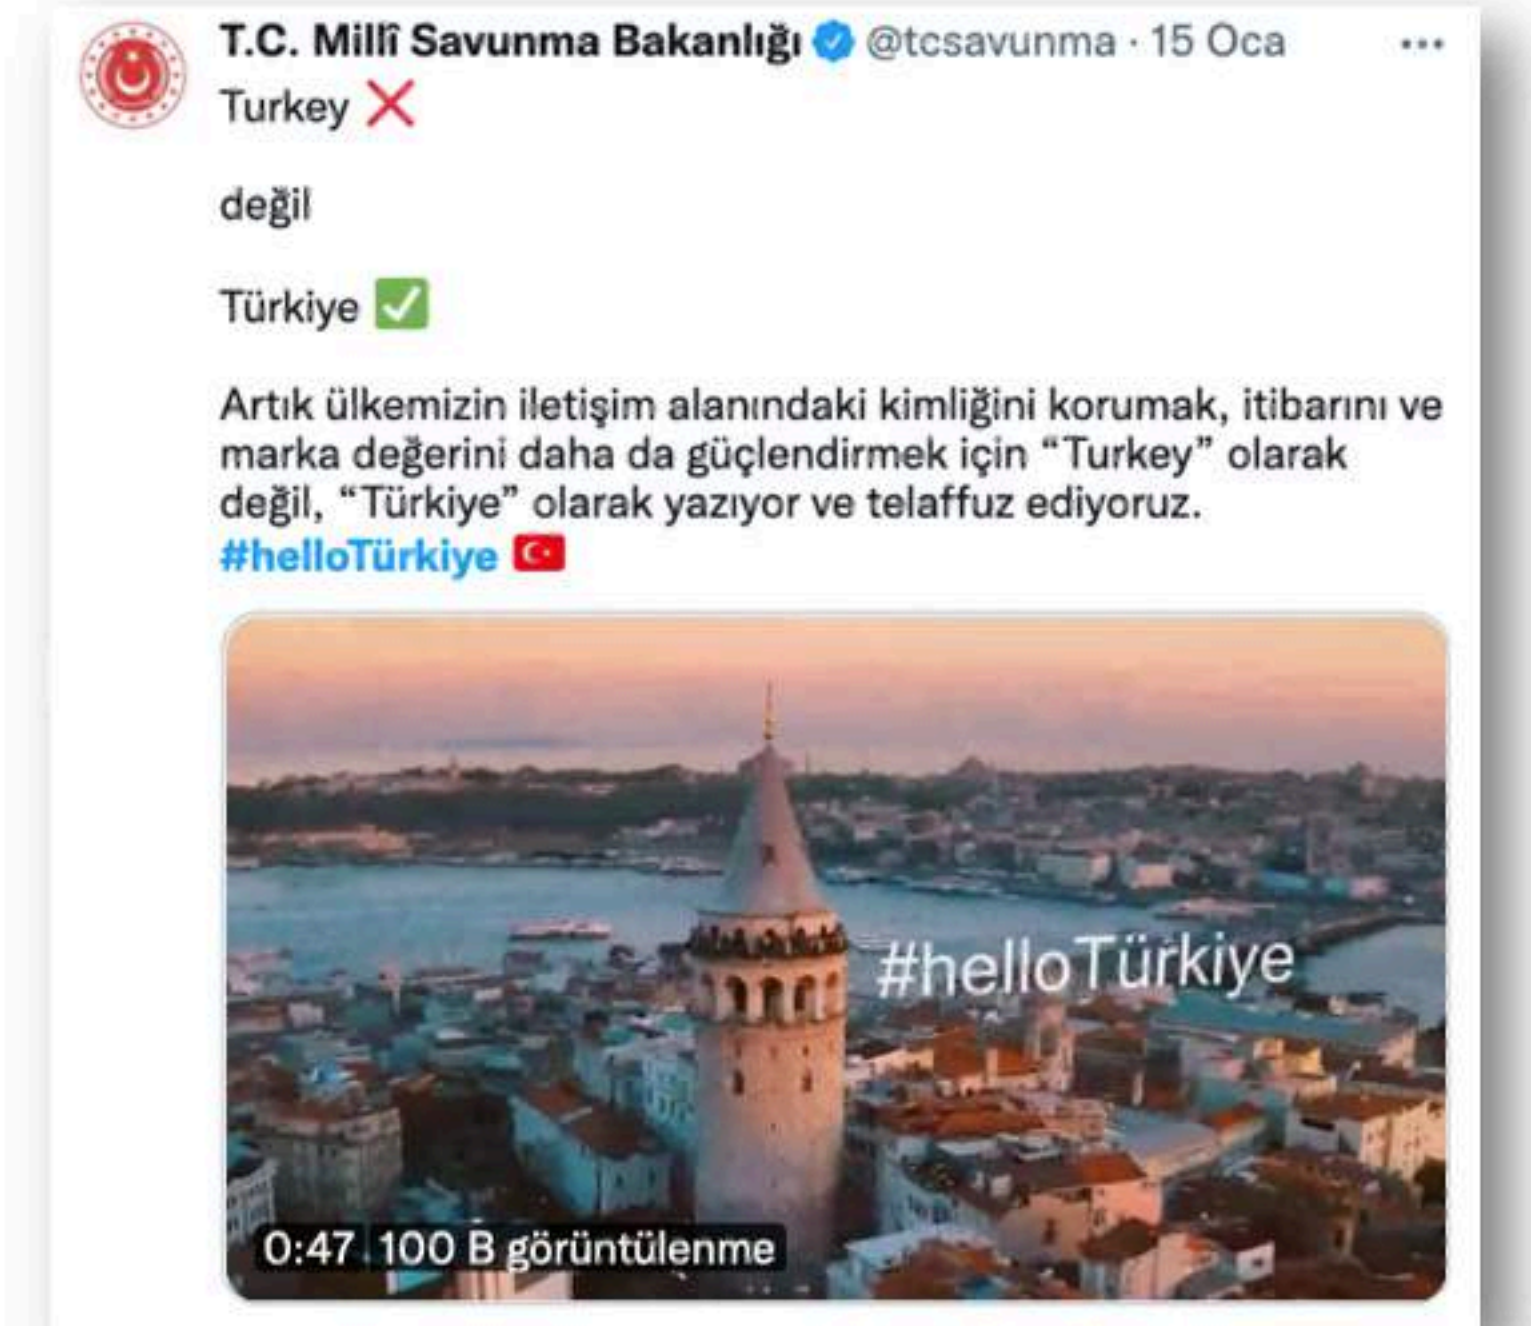 T.C. Millî Savunma Bakanlığı @tcsavunma · 15 Oca
Turkey ❌
değil
Türkiye ✅
Artık ülkemizin iletişim alanındaki kimliğini korumak, itibarını ve
marka değerini daha da güçlendirmek için “Turkey” olarak
değil, “Türkiye” olarak yazıyor ve telaffuz ediyoruz.
#helloTürkiye 🇹🇷
#helloTürkiye
0:47 100 B görüntülenme